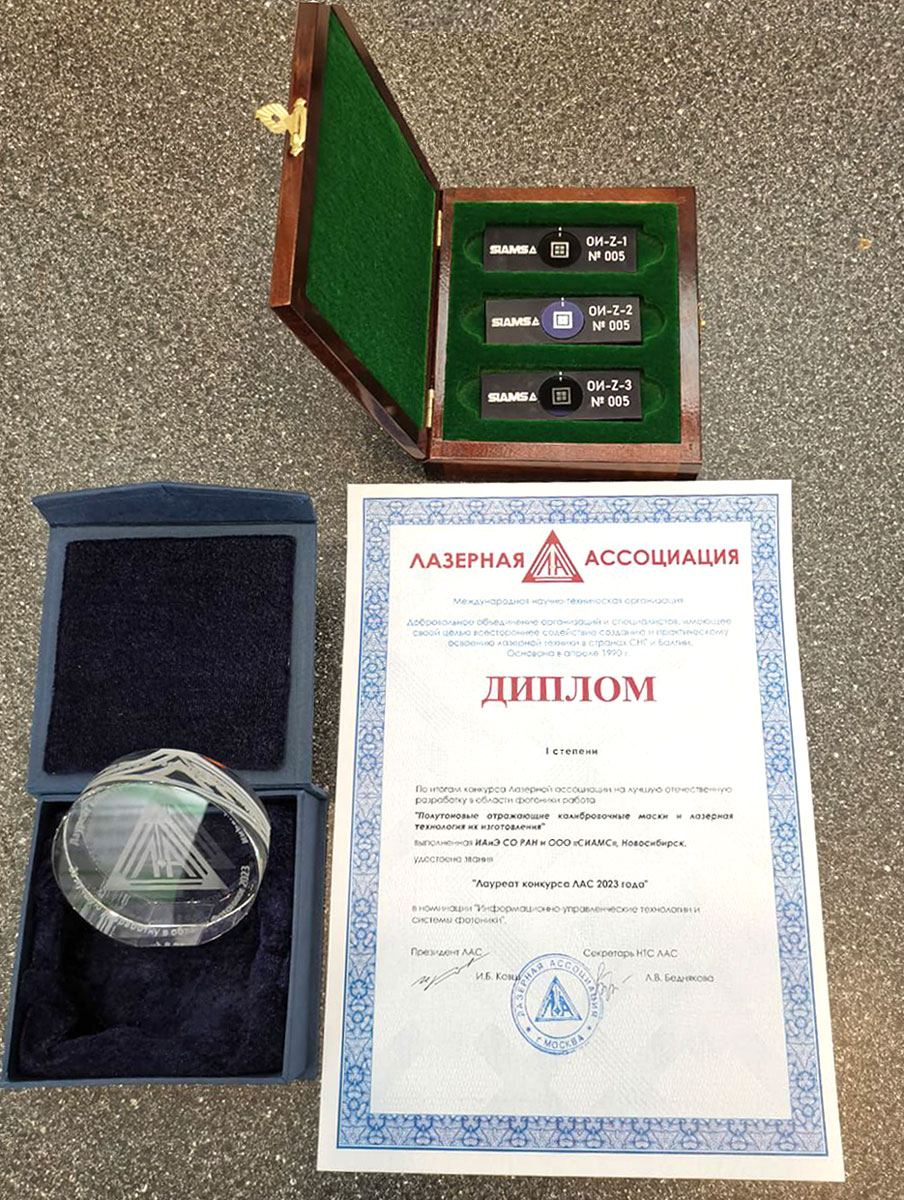 SIAMS
ОИ-Z-1
№ 005
SIAMS
ОИ-Z-2
№ 005
SIAMS
ОИ-Z-3
№ 005
ЛАЗЕРНАЯ АССОЦИАЦИЯ
Международная научно-техническая организация
Добровольное объединение организаций и специалистов, имеющее
своей целью всестороннее содействие созданию и практическому
освоению лазерной техники в странах СНГ и Балтии.
Основана в апреле 1990 г.
ДИПЛОМ
I степени
По итогам конкурса Лазерной ассоциации на лучшую отечественную
разработку в области фотоники работа
"Полутоновые отражающие калибровочные маски и лазерная
технология их изготовления"
выполненная ИАиЭ СО РАН и ООО «СИАМС», Новосибирск,
удостоена звания
"Лауреат конкурса ЛАС 2023 года"
в номинации "Информационно-управленческие технологии и
системы фотоники".
Президент ЛАС Секретарь НТС ЛАС
И.Б. Л.В. Беднякова
ЛАЗЕРНАЯ АССОЦИАЦИЯ
ЛА
г. МОСКВА
ЛА
2023